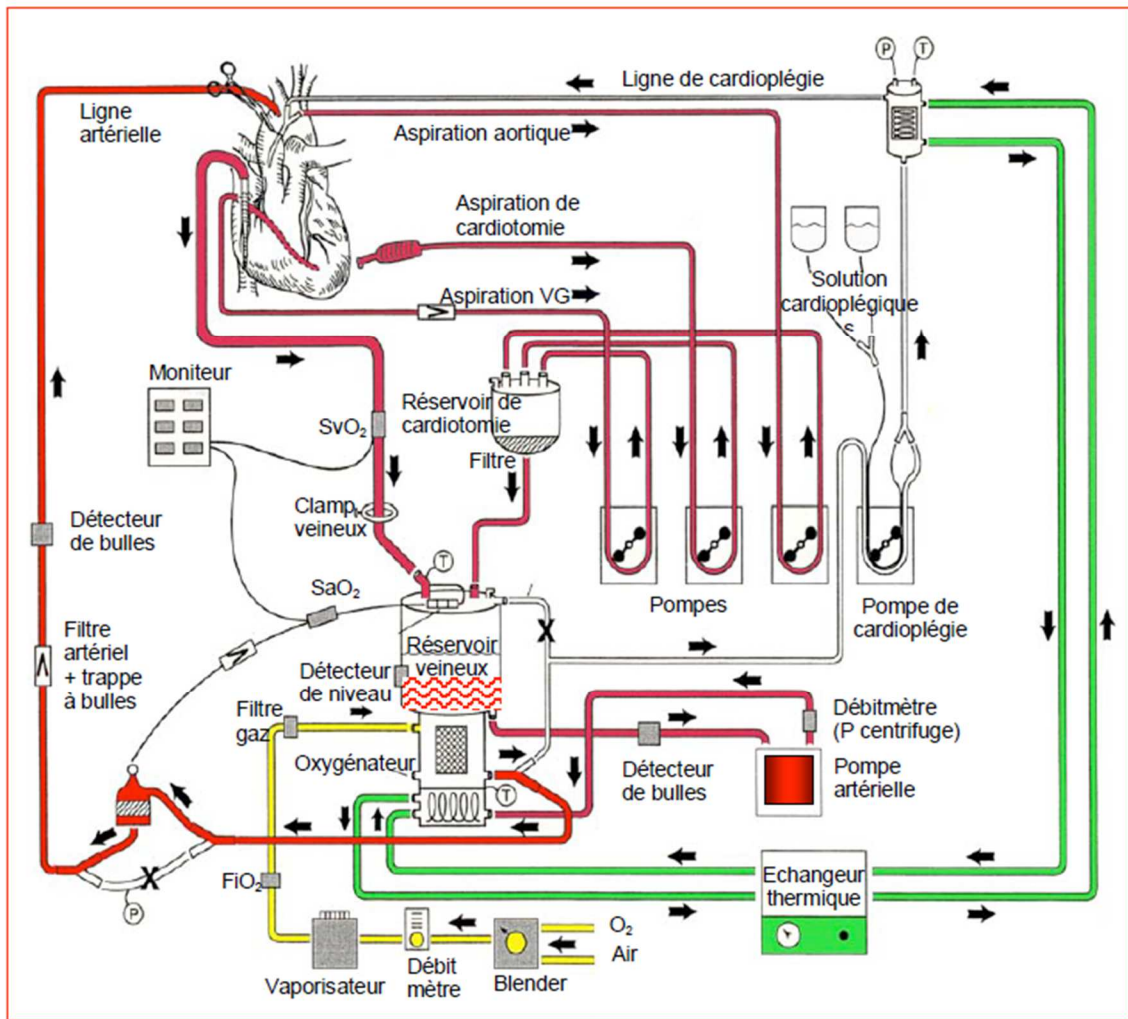 P
T
Ligne de cardioplégie
Ligne
artérielle
Aspiration aortique
Aspiration de
cardiotomie
Solution
cardioplégique
Aspiration VG
Moniteur
SvO₂
Réservoir de
cardiotomie
Filtre
Clamp
veineux
Détecteur
de bulles
T
SaO₂
Pompes
Pompe de
cardioplégie
Filtre
artériel
+ trappe
à bulles
X
Réservoir
veineux
Détecteur
de niveau
Filtre
gaz
Débitmètre
(P centrifuge)
Oxygénateur
Détecteur
de bulles
Pompe
artérielle
T
X
P
FiO₂
Echangeur
thermique
O₂
Air
Vaporisateur
Débit
mètre
Blender